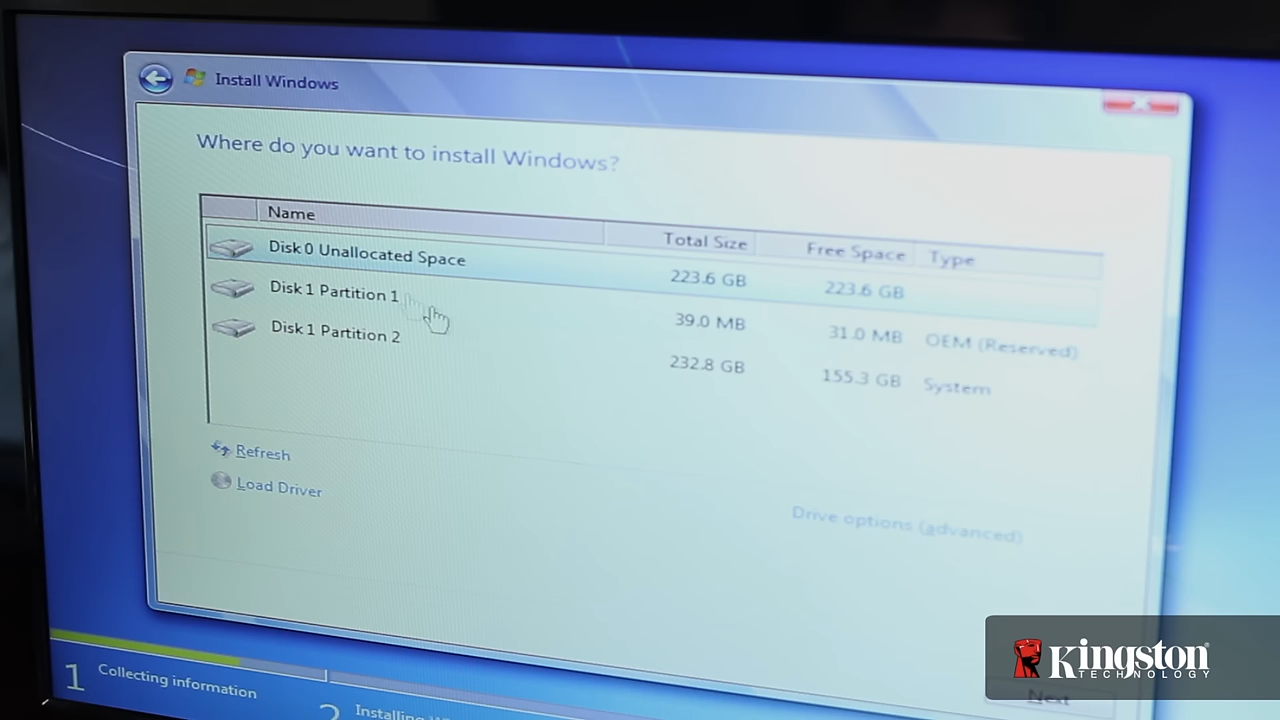 Install Windows
Where do you want to install Windows?
Name Total Size Free Space Type
Disk 0 Unallocated Space 223.6 GB 223.6 GB
Disk 1 Partition 1 39.0 MB 31.0 MB OEM (Reserved)
Disk 1 Partition 2 232.8 GB 155.3 GB System
Refresh
Load Driver
Drive options (advanced)
Next
1 Collecting information
2 Installing
Kingston
TECHNOLOGY